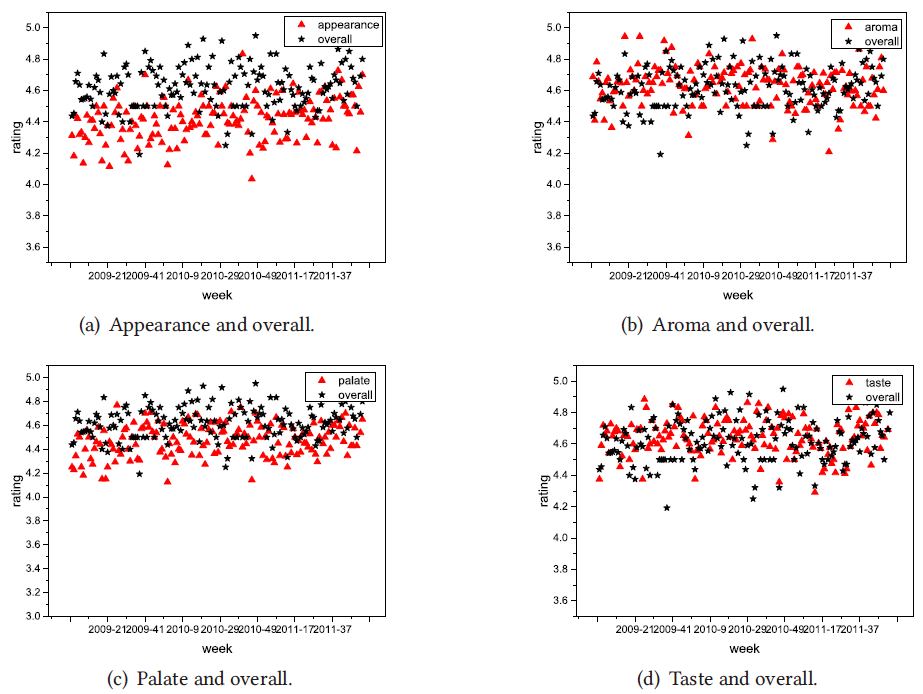 appearance
overall
5.0
4.8
4.6
4.4
4.2
4.0
3.8
3.6
rating
2009-21 2009-41 2010-9 2010-29 2010-49 2011-17 2011-37
week
(a) Appearance and overall.
aroma
overall
5.0
4.8
4.6
4.4
4.2
4.0
3.8
3.6
rating
2009-21 2009-41 2010-9 2010-29 2010-49 2011-17 2011-37
week
(b) Aroma and overall.
palate
overall
5.0
4.8
4.6
4.4
4.2
4.0
3.8
3.6
3.4
3.2
3.0
rating
2009-21 2009-41 2010-9 2010-29 2010-49 2011-17 2011-37
week
(c) Palate and overall.
taste
overall
5.0
4.8
4.6
4.4
4.2
4.0
3.8
3.6
rating
2009-21 2009-41 2010-9 2010-29 2010-49 2011-17 2011-37
week
(d) Taste and overall.